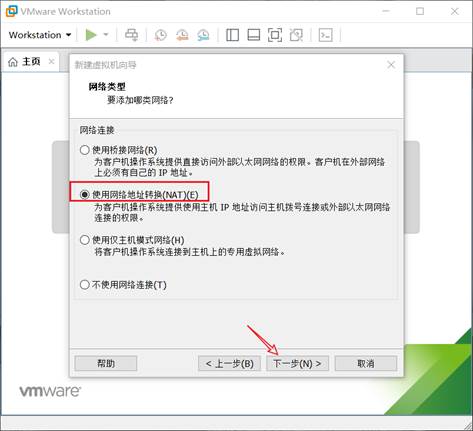 VMware Workstation
Workstation
主页
新建虚拟机向导
网络类型
要添加哪类网络?
网络连接
使用桥接网络(R)
为客户机操作系统提供直接访问外部以太网网络的权限。客户机在外部网络
上必须有自己的 IP 地址。
使用网络地址转换(NAT)(E)
为客户机操作系统提供使用主机 IP 地址访问主机拨号连接或外部以太网网络
连接的权限。
使用仅主机模式网络(H)
将客户机操作系统连接到主机上的专用虚拟网络。
不使用网络连接(T)
帮助
< 上一步(B)
下一步(N) >
取消
vmware